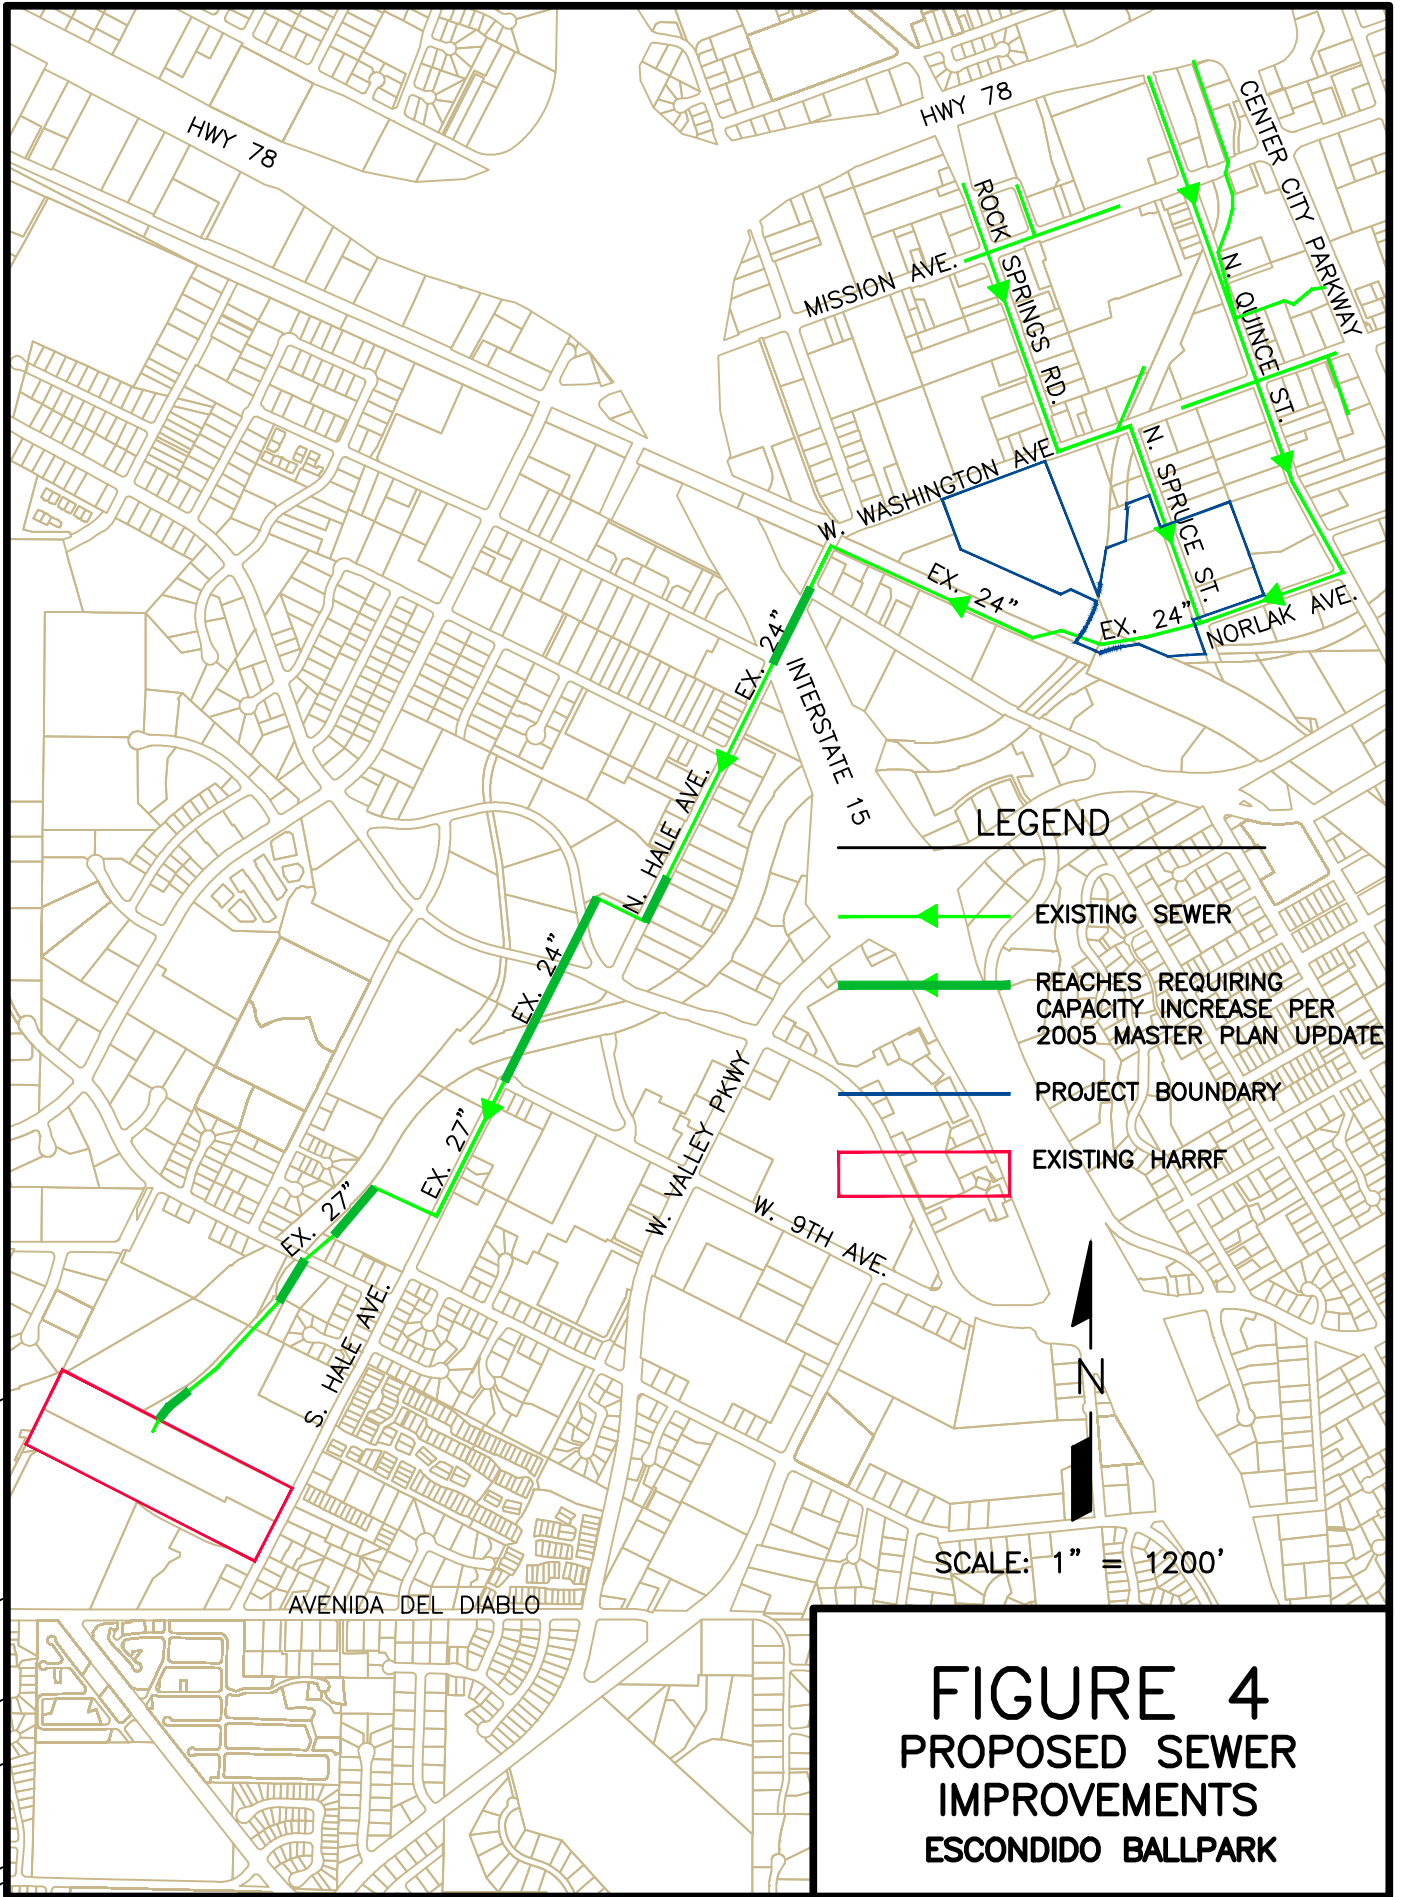 HWY 78
HWY 78
CENTER CITY PARKWAY
ROCK SPRINGS RD.
MISSION AVE.
N. QUINCE ST.
W. WASHINGTON AVE
N. SPRUCE ST.
EX. 24"
EX. 24"
NORLAK AVE.
EX. 24"
INTERSTATE 15
N. HALE AVE.
LEGEND
EXISTING SEWER
REACHES REQUIRING
CAPACITY INCREASE PER
2005 MASTER PLAN UPDATE
PROJECT BOUNDARY
EXISTING HARRF
EX. 24"
EX. 27"
W. VALLEY PKWY
EX. 27"
W. 9TH AVE.
S. HALE AVE.
N
SCALE: 1" = 1200'
AVENIDA DEL DIABLO
FIGURE 4
PROPOSED SEWER
IMPROVEMENTS
ESCONDIDO BALLPARK